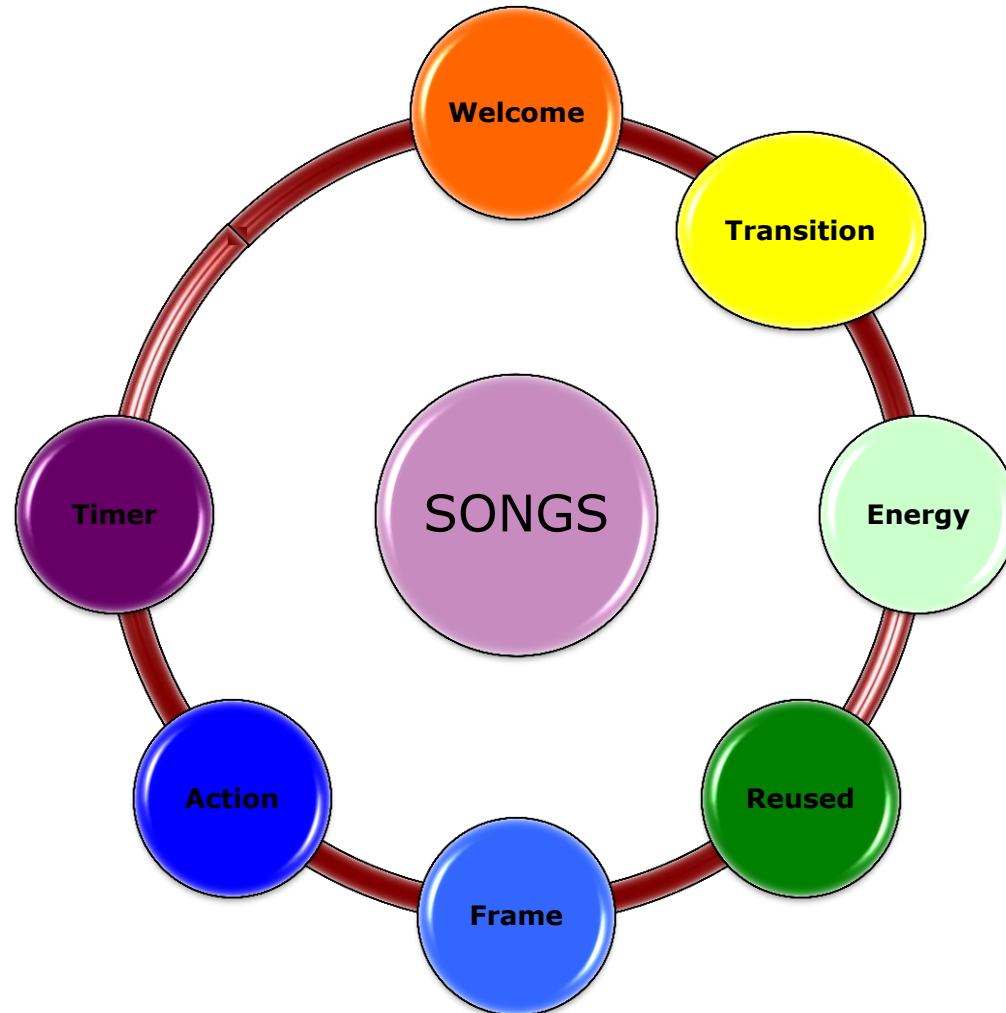 Welcome
Transition
Energy
Reused
Frame
Action
Timer
SONGS